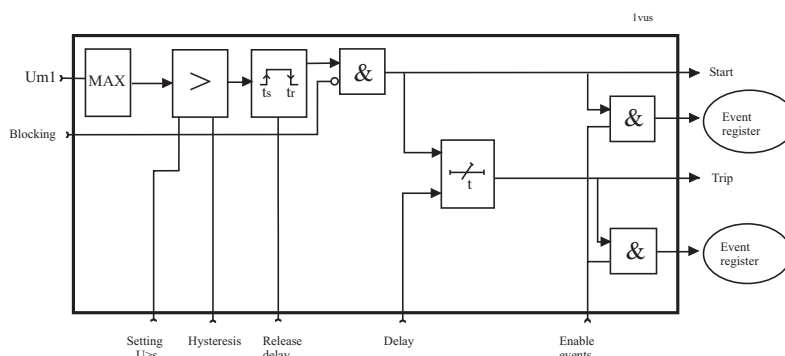 1vus
Um1
MAX
>
ts
tr
&
Start
&
Event
register
Blocking
t
Trip
&
Event
register
Setting
U>s
Hysteresis
Release
delay
Delay
Enable
events